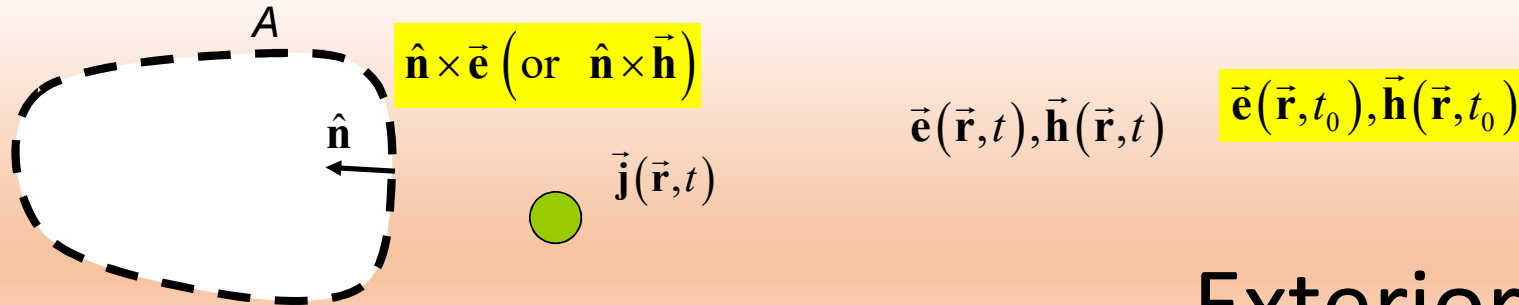 A
n̂ × e⃗ (or n̂ × h⃗)
e⃗(r⃗,t), h⃗(r⃗,t)
e⃗(r⃗,t₀), h⃗(r⃗,t₀)
n̂
j⃗(r⃗,t)
Exterior